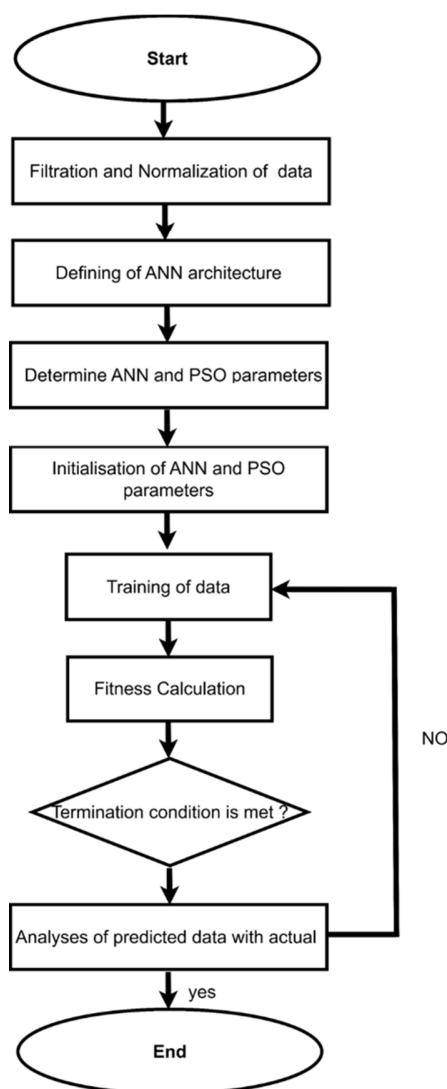 Start
Filtration and Normalization of data
Defining of ANN architecture
Determine ANN and PSO parameters
Initialisation of ANN and PSO
parameters
Training of data
Fitness Calculation
NO
Termination condition is met ?
Analyses of predicted data with actual
yes
End